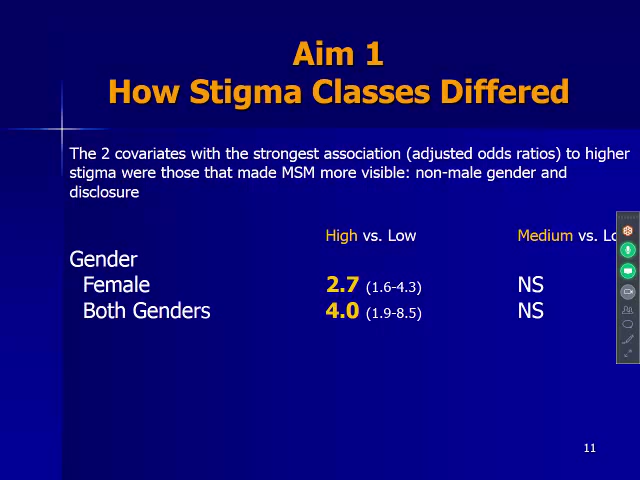 Aim 1
How Stigma Classes Differed
The 2 covariates with the strongest association (adjusted odds ratios) to higher
stigma were those that made MSM more visible: non-male gender and
disclosure
High vs. Low Medium vs.
Gender
Female 2.7 (1.6-4.3) NS
Both Genders 4.0 (1.9-8.5) NS
11